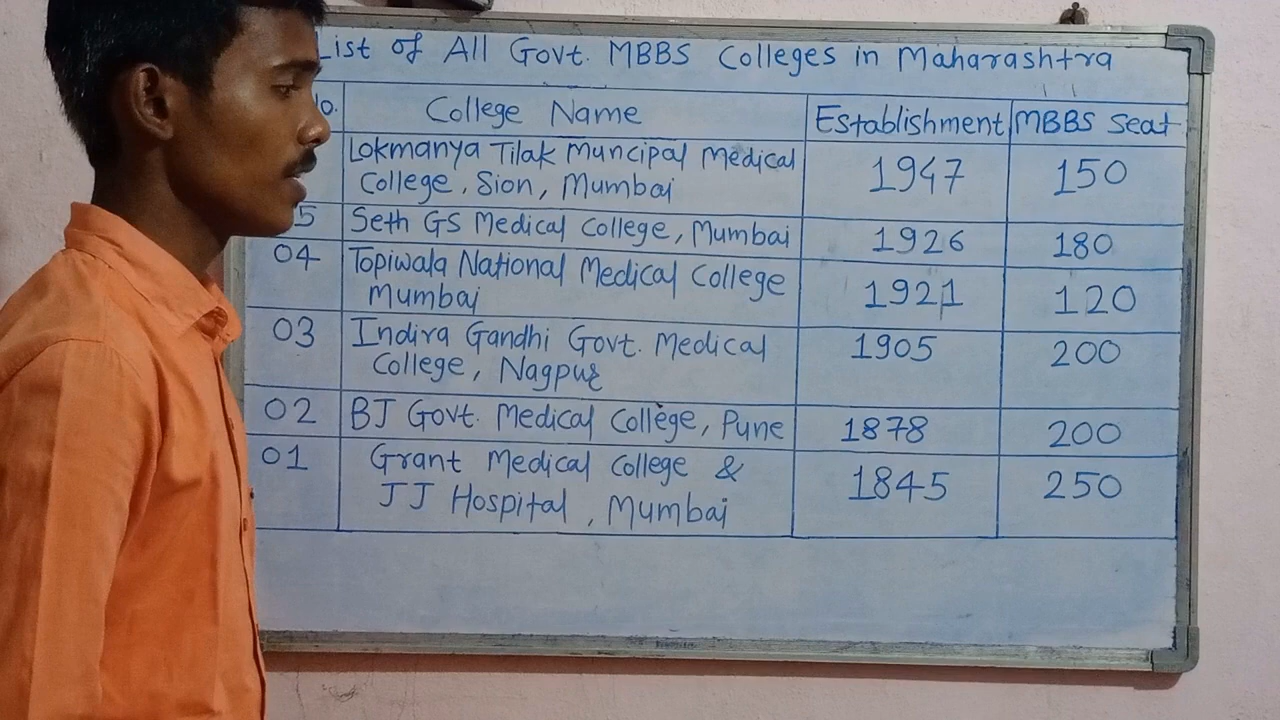 List of All Govt. MBBS Colleges in Maharashtra
College Name Establishment MBBS Seat
Lokmanya Tilak Muncipal Medical
College, Sion, Mumbai 1947 150
5 Seth GS Medical College, Mumbai 1926 180
04 Topiwala National Medical College
Mumbai 1921 120
03 Indira Gandhi Govt. Medical
College, Nagpur 1905 200
02 BJ Govt. Medical College, Pune 1878 200
01 Grant Medical College &
JJ Hospital, Mumbai 1845 250